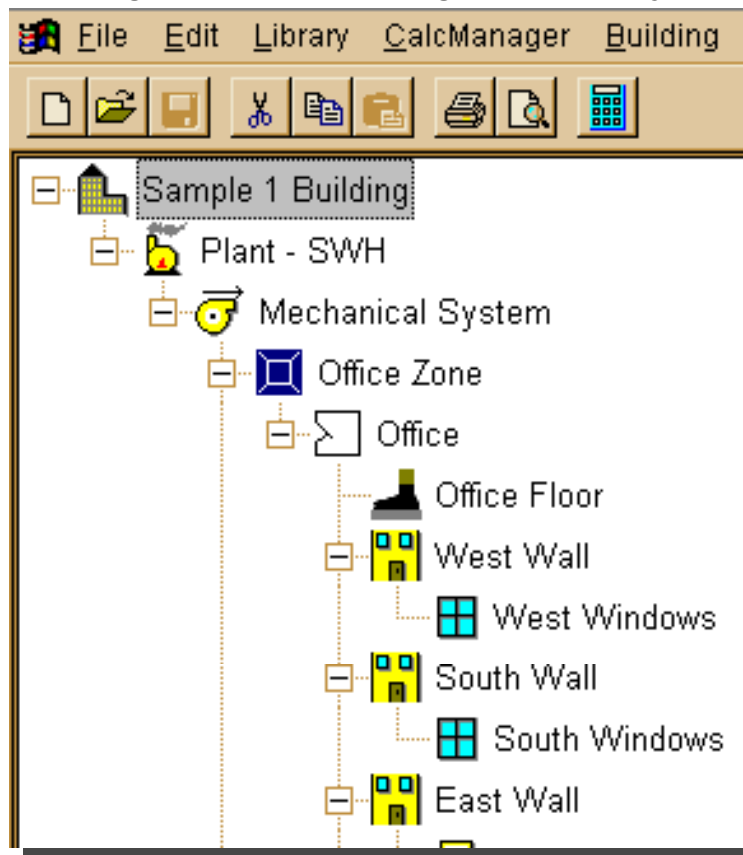 File Edit Library CalcManager Building
Sample 1 Building
Plant - SWH
Mechanical System
Office Zone
Office
Office Floor
West Wall
West Windows
South Wall
South Windows
East Wall